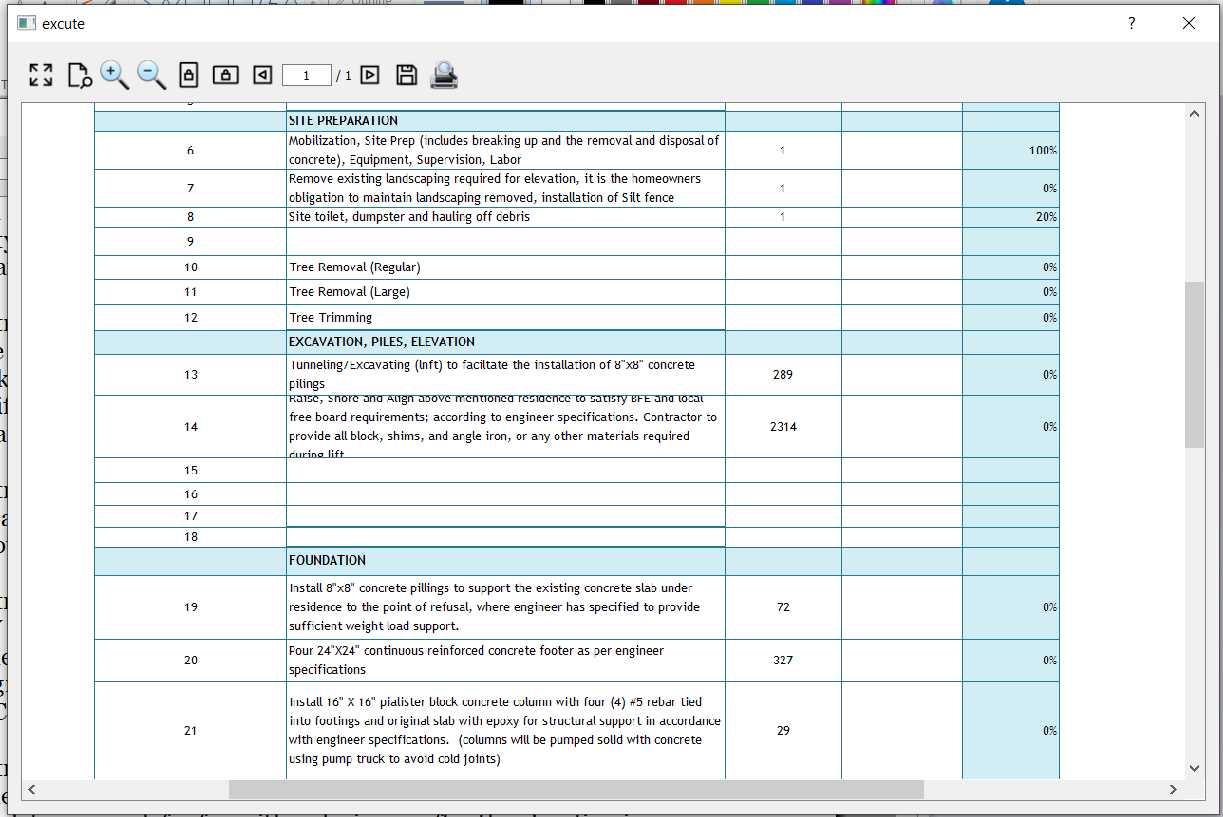 excute
?
1 / 1
SITE PREPARATION
6 Mobilization, Site Prep (includes breaking up and the removal and disposal of 1 100%
concrete), Equipment, Supervision, Labor
7 Remove existing landscaping required for elevation, it is the homeowners 1 0%
obligation to maintain landscaping removed, installation of Silt fence
8 Site toilet, dumpster and hauling off debris 1 20%
9
10 Tree Removal (Regular) 0%
11 Tree Removal (Large) 0%
12 Tree Trimming 0%
EXCAVATION, PILES, ELEVATION
13 Tunneling/Excavating (lnft) to faciltate the installation of 8"x8" concrete 289 0%
pilings
14 Raise, Shore and Align above mentioned residence to satisfy BFE and local 2314 0%
free board requirements; according to engineer specifications. Contractor to
provide all block, shims, and angle iron, or any other materials required
during lift
15
16
17
18
FOUNDATION
19 Install 8"x8" concrete pillings to support the existing concrete slab under 72 0%
residence to the point of refusal, where engineer has specified to provide
sufficient weight load support.
20 Pour 24"X24" continuous reinforced concrete footer as per engineer 327 0%
specifications
21 Install 16" X 16" pialister block concrete column with four (4) #5 rebar tied 29 0%
into footings and original slab with epoxy for structural support in accordance
with engineer specifications. (columns will be pumped solid with concrete
using pump truck to avoid cold joints)